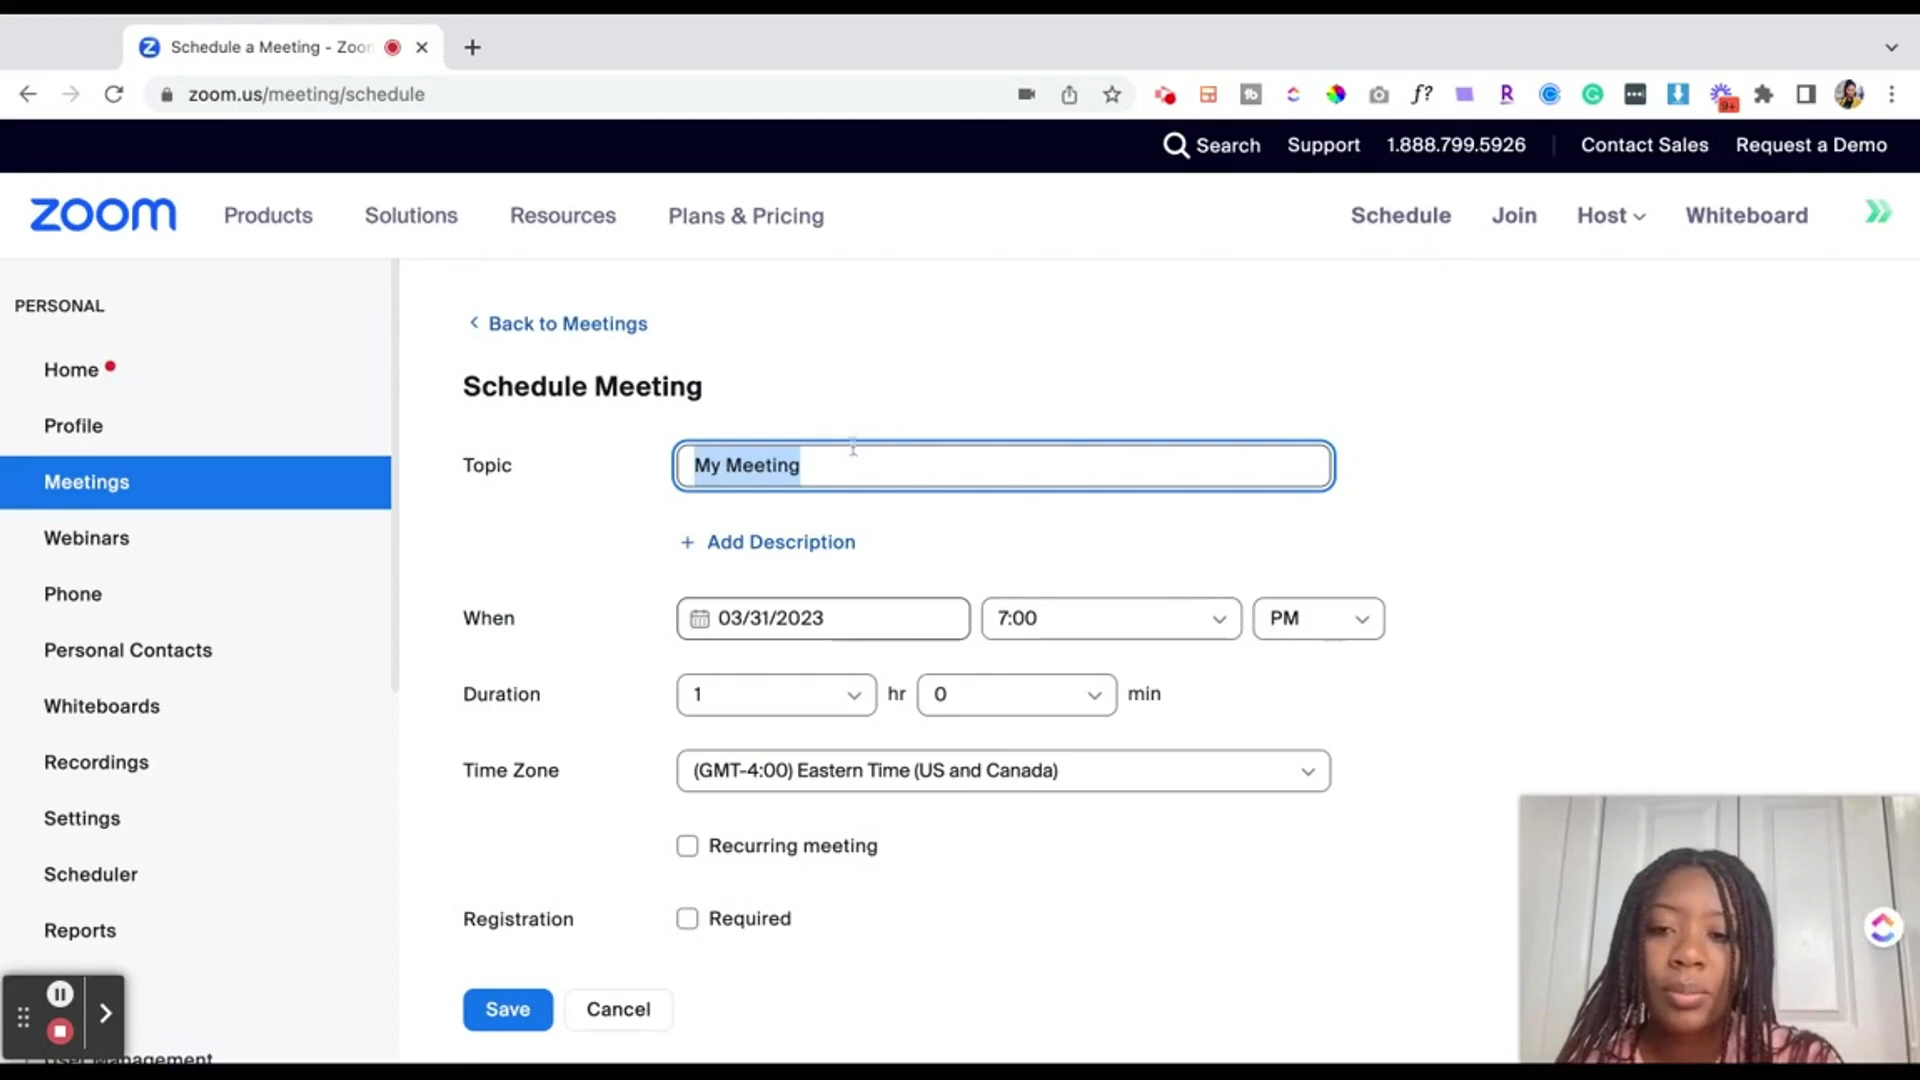 Schedule a Meeting - Zoom
zoom.us/meeting/schedule
f?
tb
R
9+
Search Support 1.888.799.5926 Contact Sales Request a Demo
zoom Products Solutions Resources Plans & Pricing Schedule Join Host Whiteboard
PERSONAL
Home
Profile
Meetings
Webinars
Phone
Personal Contacts
Whiteboards
Recordings
Settings
Scheduler
Reports
User Management
Back to Meetings
Schedule Meeting
Topic My Meeting
+ Add Description
When 03/31/2023 7:00 PM
Duration 1 hr 0 min
Time Zone (GMT-4:00) Eastern Time (US and Canada)
Recurring meeting
Registration Required
Save Cancel